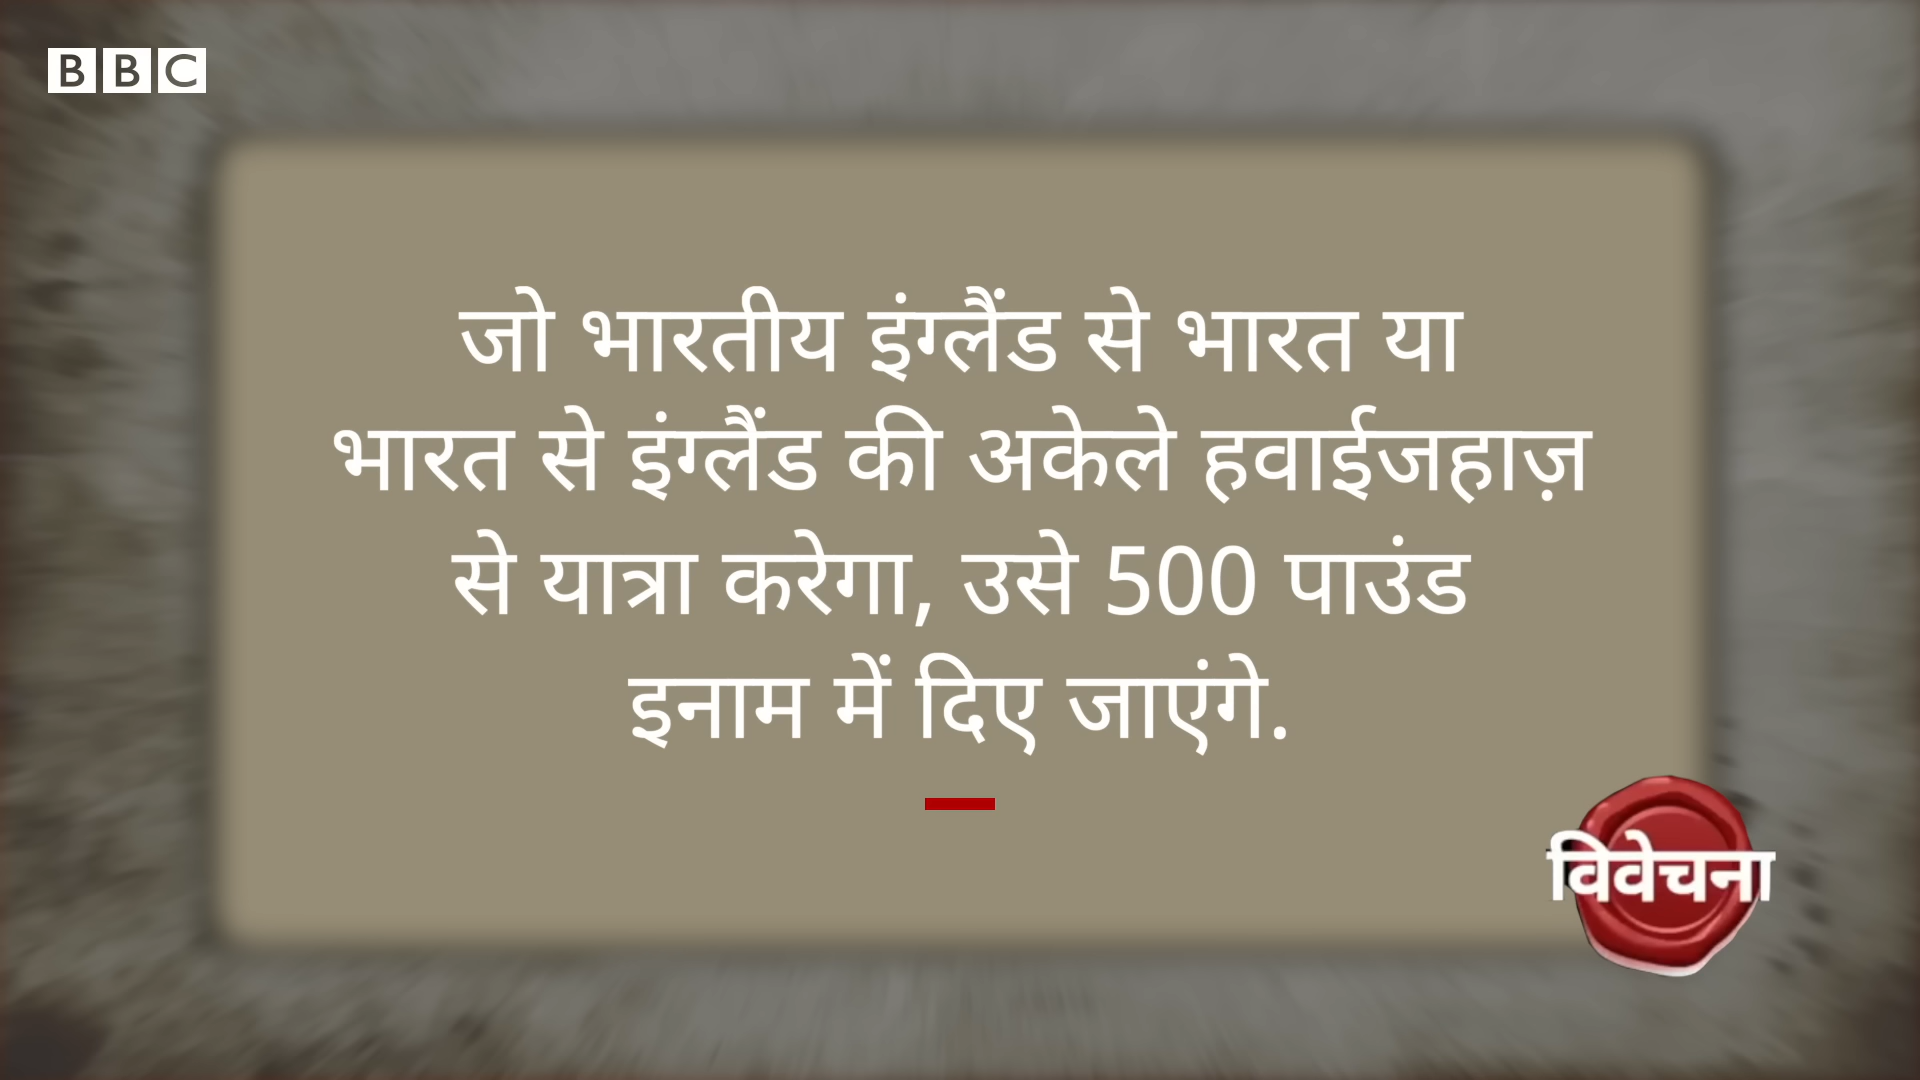 BBC
जो भारतीय इंग्लैंड से भारत या
भारत से इंग्लैंड की अकेले हवाईजहाज़
से यात्रा करेगा, उसे 500 पाउंड
इनाम में दिए जाएंगे.
विवेचना